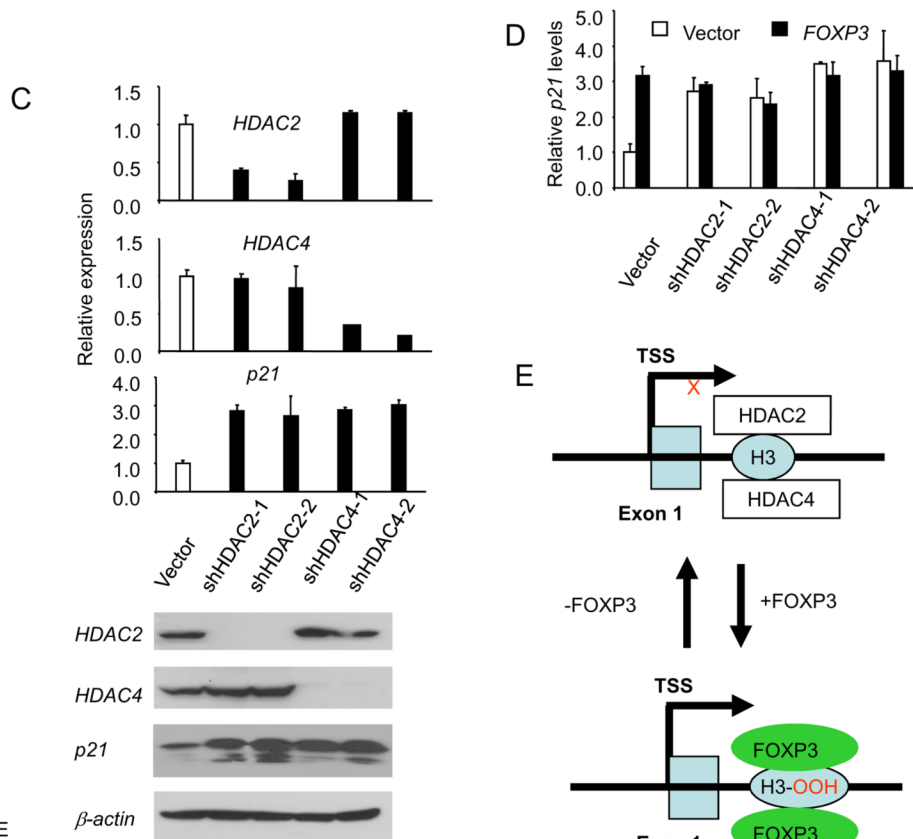 C
Relative expression
1.5
1.0
0.5
0.0
HDAC2
1.5
1.0
0.5
0.0
HDAC4
4.0
3.0
2.0
1.0
0.0
p21
Vector
shHDAC2-1
shHDAC2-2
shHDAC4-1
shHDAC4-2
HDAC2
HDAC4
p21
β-actin
E
D
Relative p21 levels
5.0
4.0
3.0
2.0
1.0
0.0
Vector
FOXP3
Vector
shHDAC2-1
shHDAC2-2
shHDAC4-1
shHDAC4-2
E
TSS
X
HDAC2
H3
HDAC4
Exon 1
-FOXP3
+FOXP3
TSS
FOXP3
H3-OOH
FOXP3
Exon 1